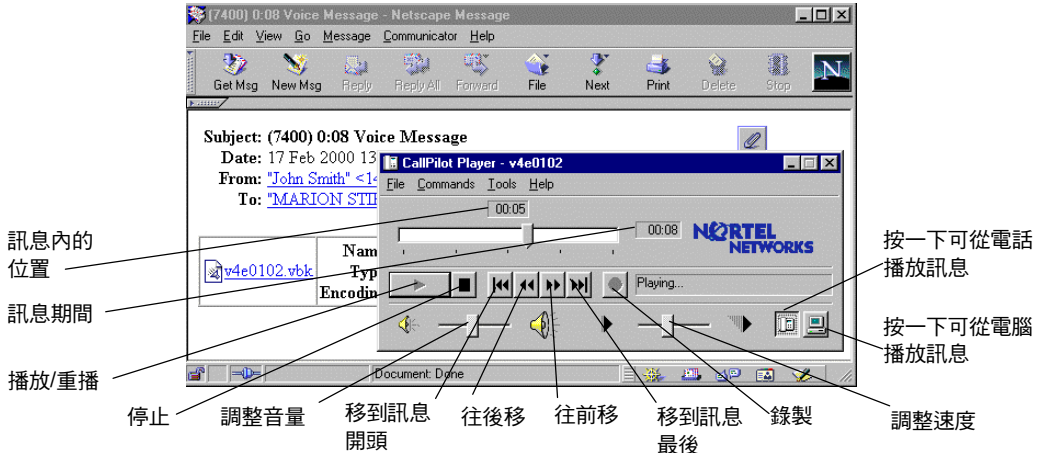 (7400) 0:08 Voice Message - Netscape Message
File Edit View Go Message Communicator Help
Get Msg New Msg Reply Reply All Forward File Next Print Delete Stop
N
Subject: (7400) 0:08 Voice Message
Date: 17 Feb 2000 13
From: "John Smith" <14
To: "MARION STI
CallPilot Player - v4e0102
File Commands Tools Help
00:05
00:08
NORTEL
NETWORKS
v4e0102.vbk
Nam
Typ
Encodin
Playing...
Document: Done
訊息內的
位置
訊息期間
播放/重播
停止
調整音量
移到訊息
開頭
往後移
往前移
移到訊息
最後
錄製
調整速度
按一下可從電話
播放訊息
按一下可從電腦
播放訊息